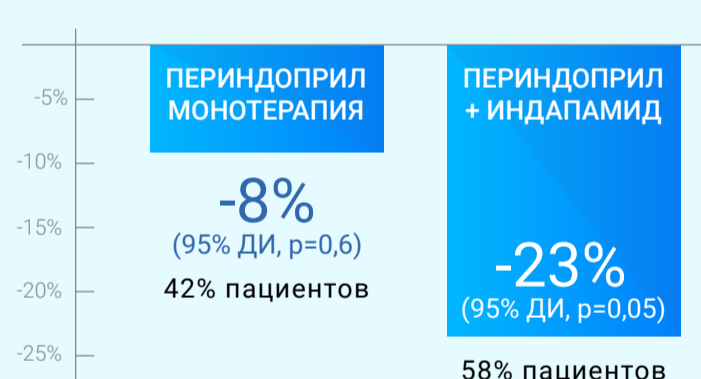 -5%
-10%
-15%
-20%
-25%
ПЕРИНДОПРИЛ
МОНОТЕРАПИЯ
-8%
(95% ДИ, p=0,6)
42% пациентов
ПЕРИНДОПРИЛ
+ ИНДАПАМИД
-23%
(95% ДИ, p=0,05)
58% пациентов